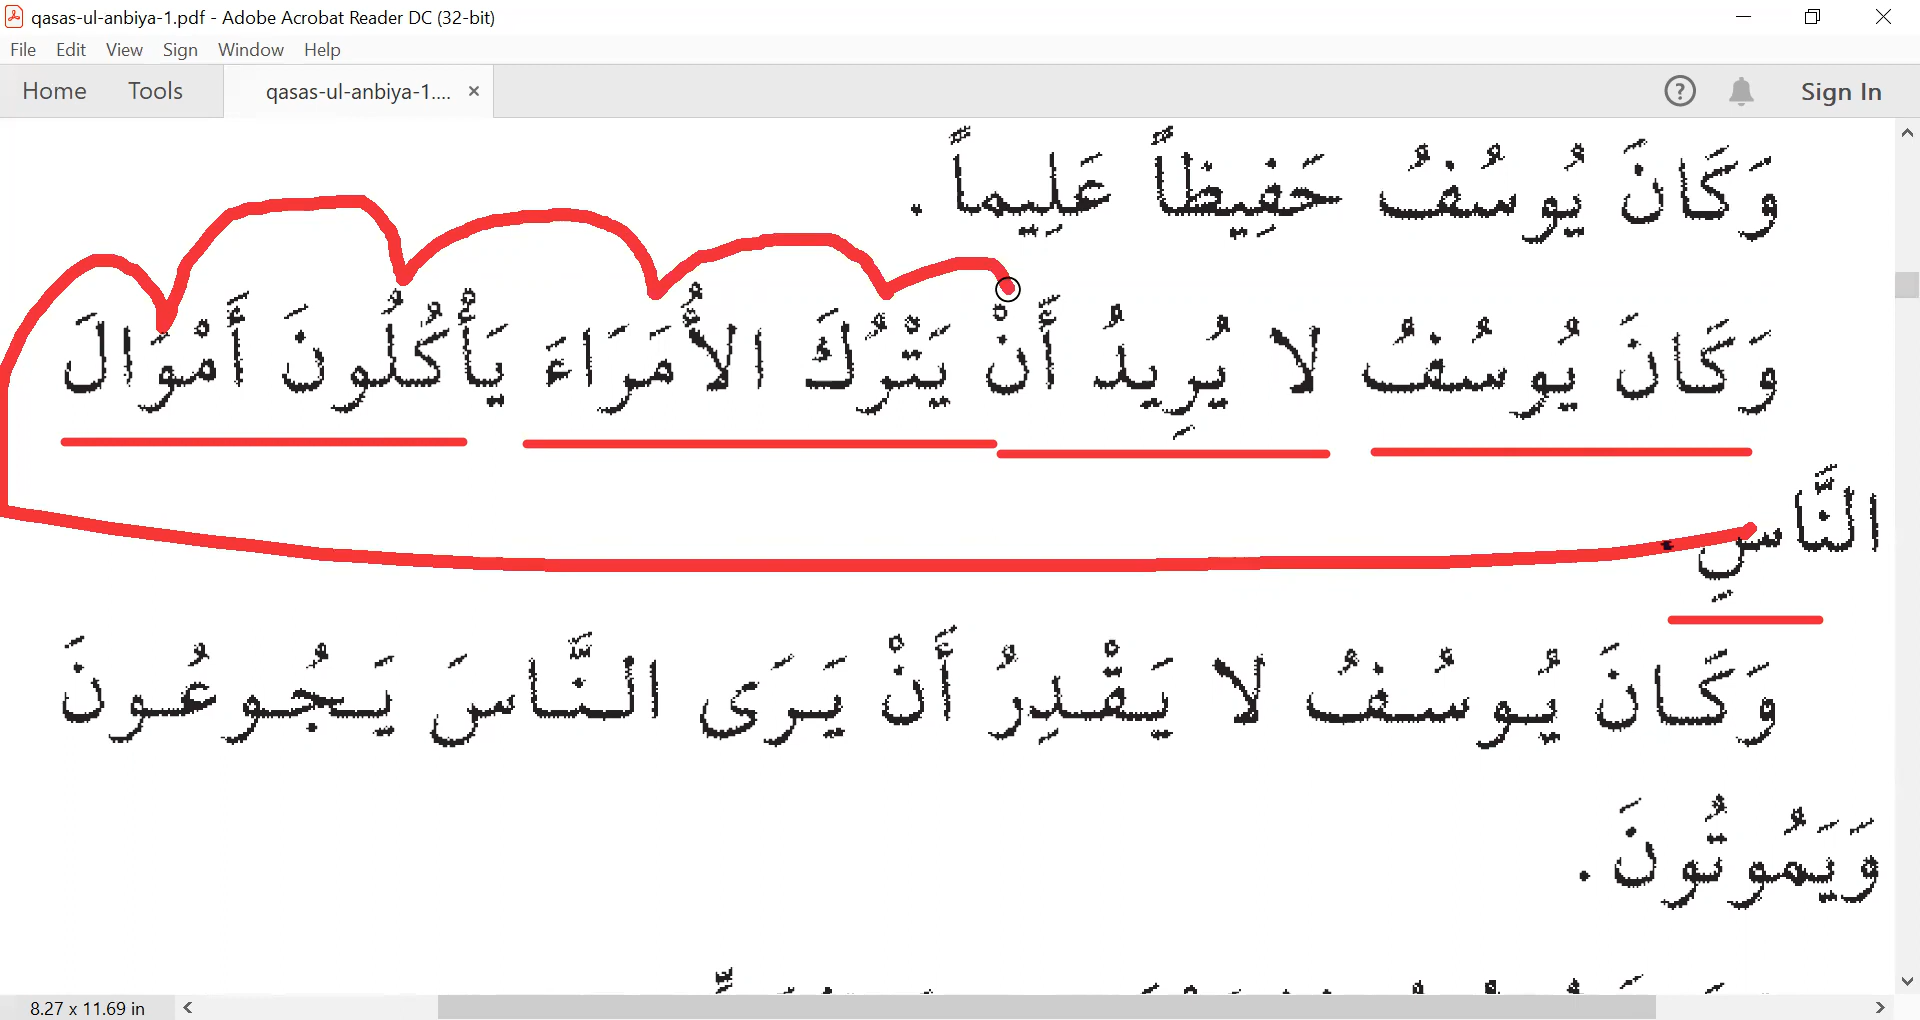 qasas-ul-anbiya-1.pdf - Adobe Acrobat Reader DC (32-bit)
File Edit View Sign Window Help
Home Tools qasas-ul-anbiya-1.... × ? Sign In
وَكَانَ يُوسُفُ حَفِيظاً عَلِيماً .
وَكَانَ يُوسُفُ لا يُرِيدُ أَنْ يَتْرُكَ الأُمَرَاءَ يَأْكُلُونَ أَمْوَالَ
النَّاسِ .
وَكَانَ يُوسُفُ لا يَقْدِرُ أَنْ يَرَى النَّاسَ يَجُوعُونَ
وَيَمُوتُونَ .
8.27 x 11.69 in